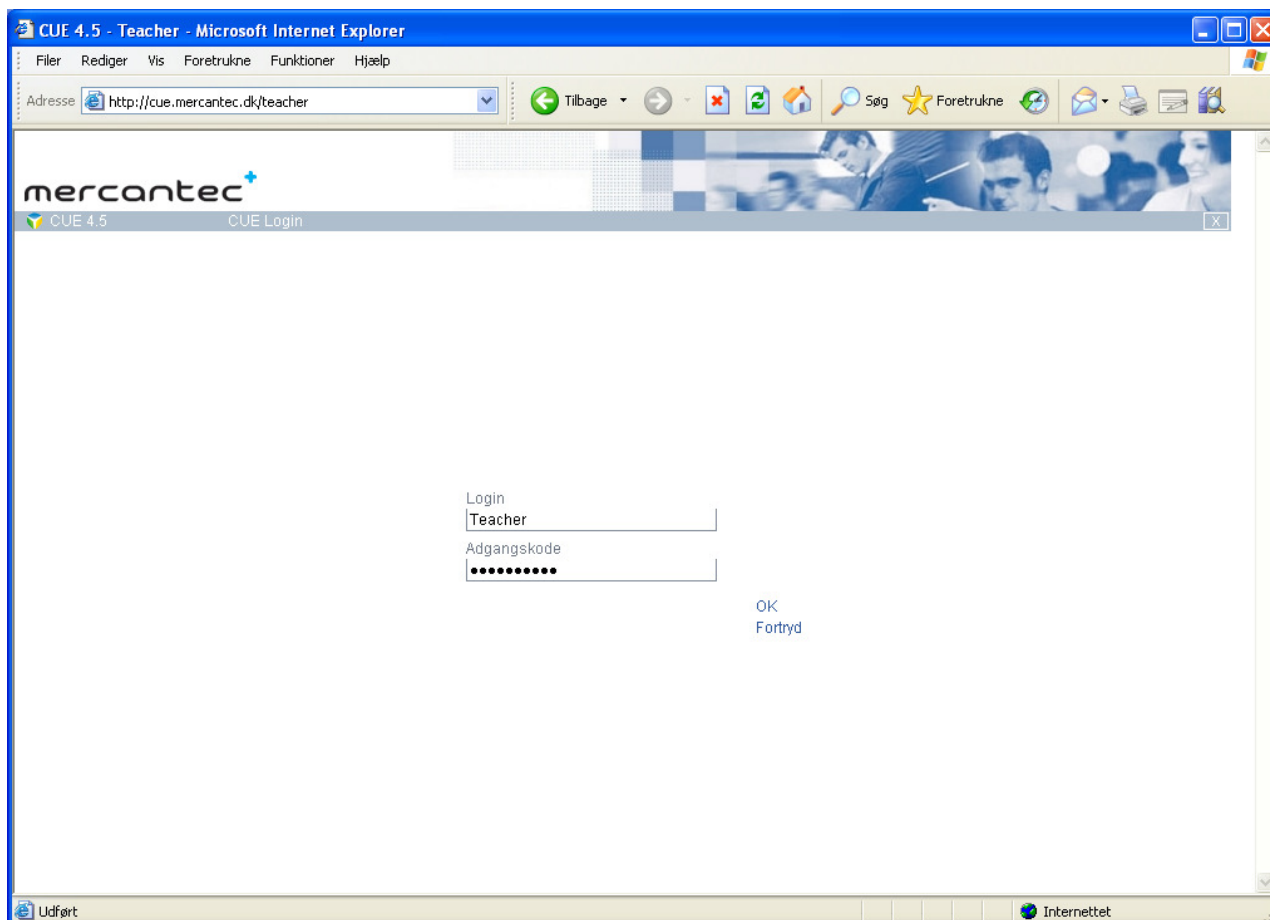 CUE 4.5 - Teacher - Microsoft Internet Explorer
Filer Rediger Vis Foretrukne Funktioner Hjælp
Adresse http://cue.mercantec.dk/teacher Tilbage Søg Foretrukne
mercantec+
CUE 4.5 CUE Login X
Login
Teacher
Adgangskode
••••••••••
OK
Fortryd
Udført Internettet